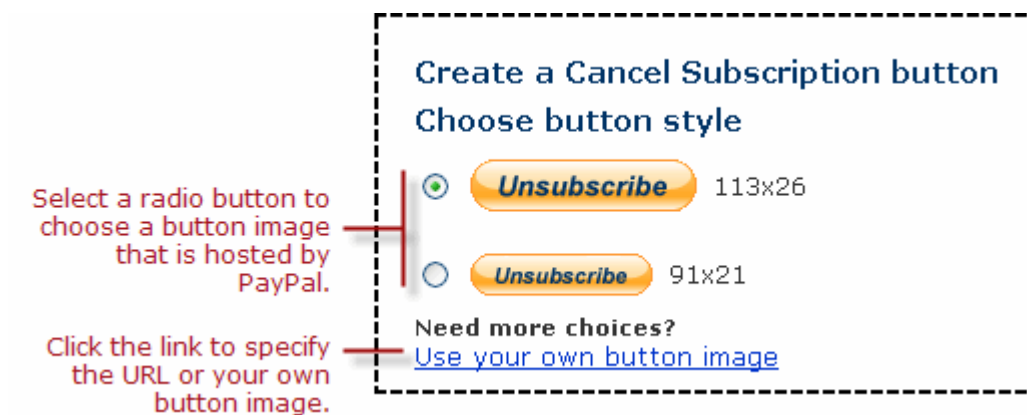 Create a Cancel Subscription button
Choose button style
Select a radio button to
choose a button image
that is hosted by
PayPal.
Unsubscribe 113x26
Unsubscribe 91x21
Need more choices?
Use your own button image
Click the link to specify
the URL or your own
button image.